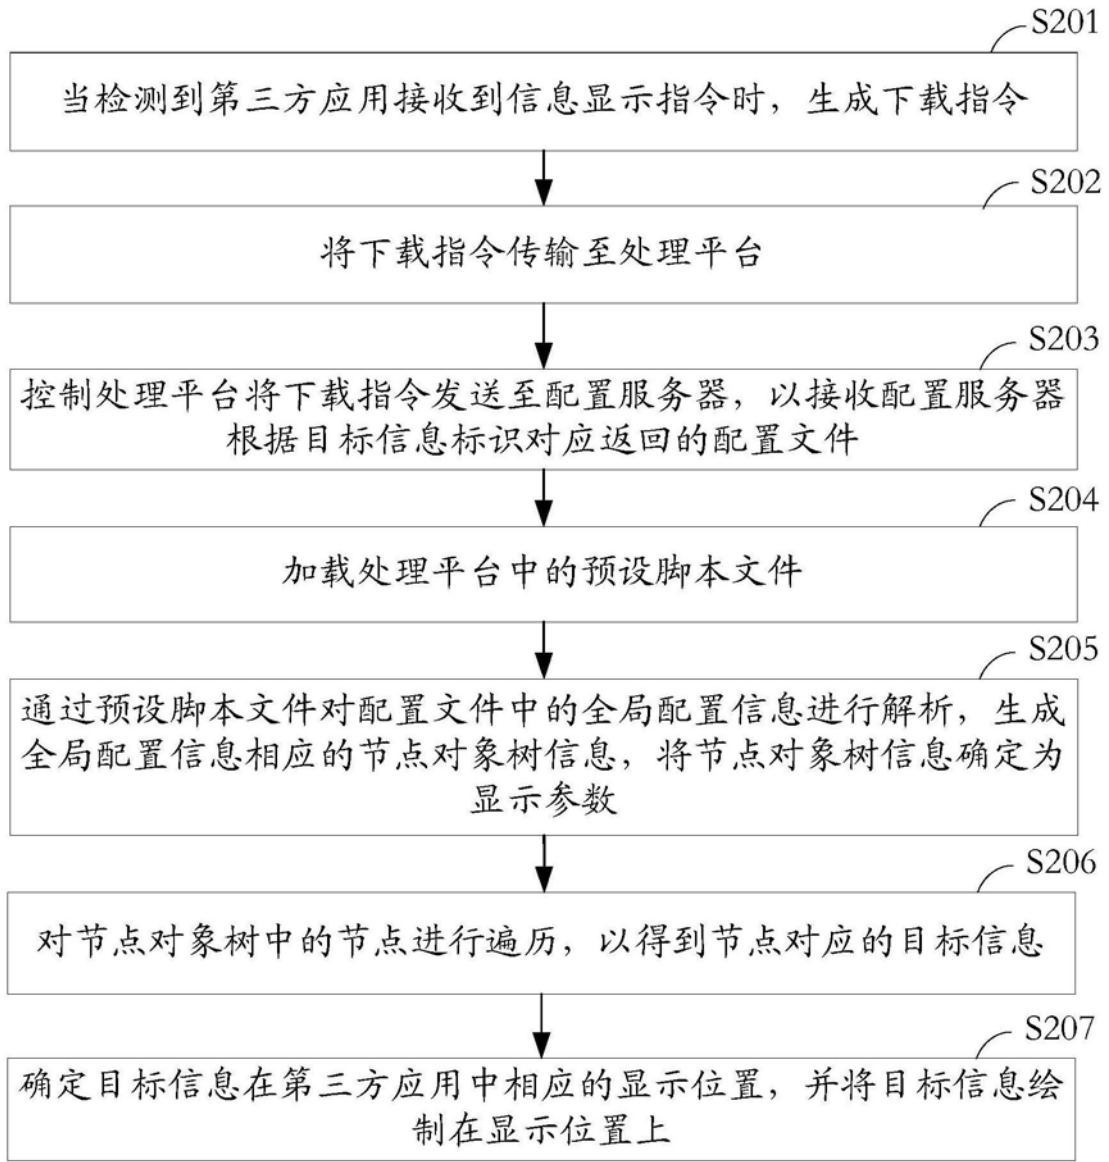 S201
当检测到第三方应用接收到信息显示指令时，生成下载指令
S202
将下载指令传输至处理平台
S203
控制处理平台将下载指令发送至配置服务器，以接收配置服务器
根据目标信息标识对应返回的配置文件
S204
加载处理平台中的预设脚本文件
S205
通过预设脚本文件对配置文件中的全局配置信息进行解析，生成
全局配置信息相应的节点对象树信息，将节点对象树信息确定为
显示参数
S206
对节点对象树中的节点进行遍历，以得到节点对应的目标信息
S207
确定目标信息在第三方应用中相应的显示位置，并将目标信息绘
制在显示位置上